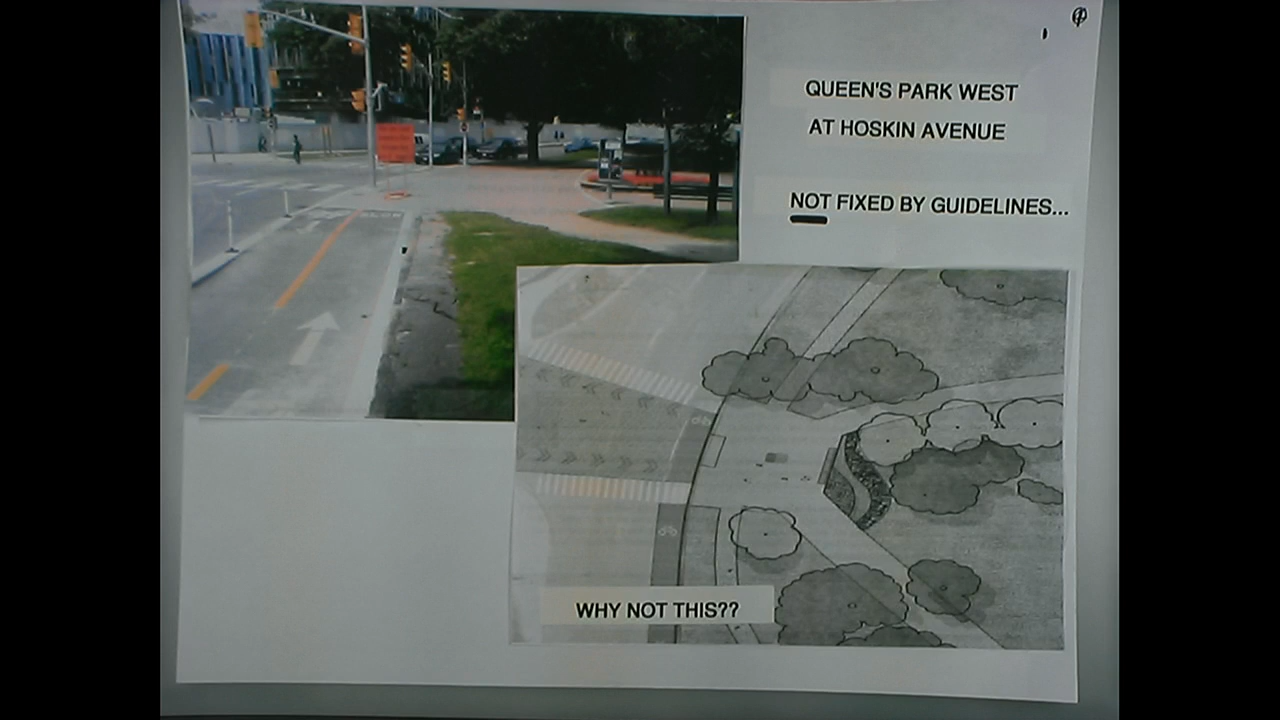 QUEEN'S PARK WEST
AT HOSKIN AVENUE
NOT FIXED BY GUIDELINES...
WHY NOT THIS??